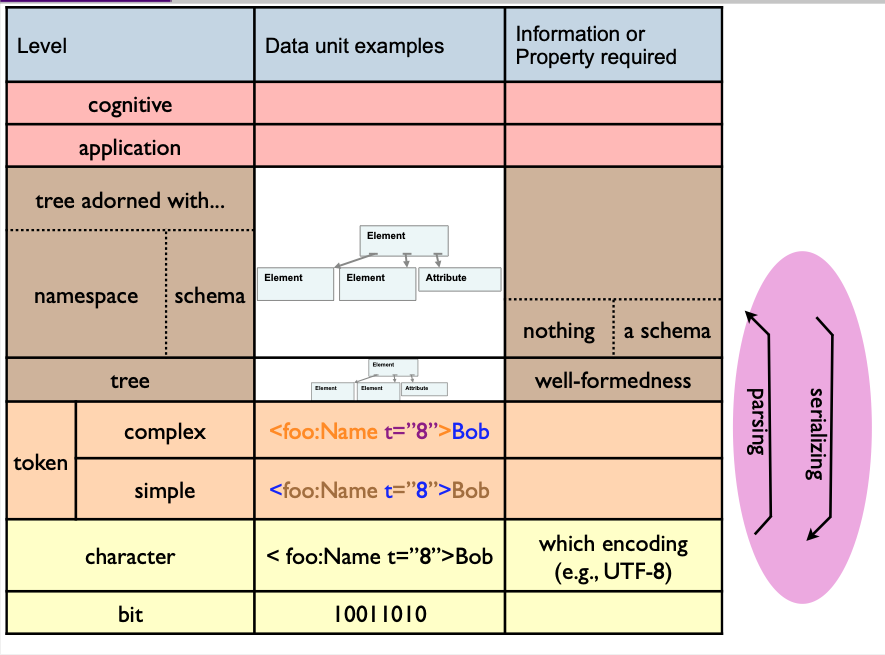 Level
Data unit examples
Information or
Property required
cognitive
application
tree adorned with...
namespace
schema
Element
Element
Element
Attribute
nothing
a schema
tree
Element
Element
Element
Attribute
well-formedness
token
complex
<foo:Name t=”8”>Bob
simple
<foo:Name t=”8”>Bob
character
< foo:Name t=”8”>Bob
which encoding
(e.g., UTF-8)
bit
10011010
parsing
serializing